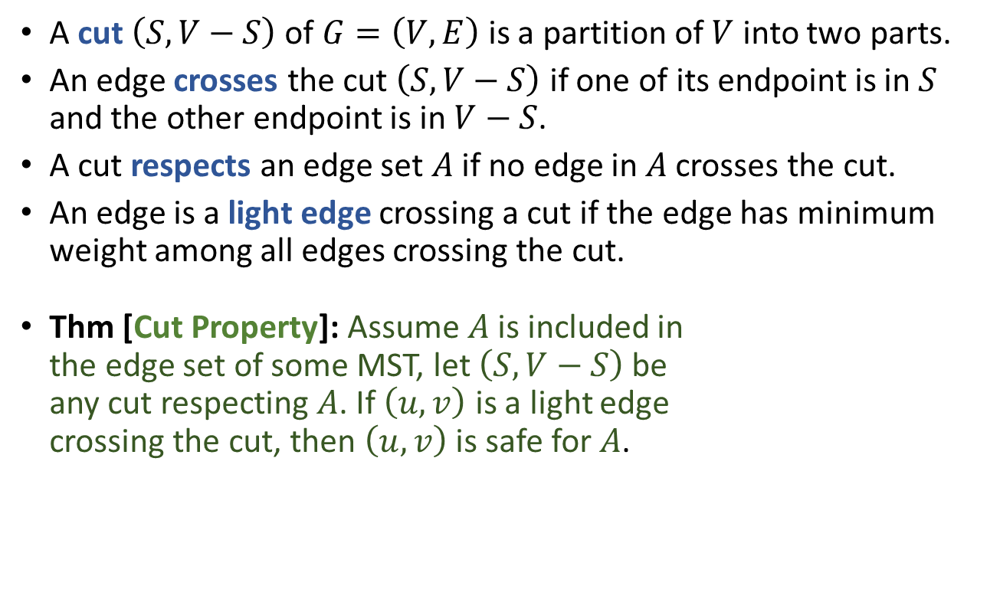 • A cut (S, V − S) of G = (V, E) is a partition of V into two parts.
• An edge crosses the cut (S, V − S) if one of its endpoint is in S
and the other endpoint is in V − S.
• A cut respects an edge set A if no edge in A crosses the cut.
• An edge is a light edge crossing a cut if the edge has minimum
weight among all edges crossing the cut.
• Thm [Cut Property]: Assume A is included in
the edge set of some MST, let (S, V − S) be
any cut respecting A. If (u, v) is a light edge
crossing the cut, then (u, v) is safe for A.